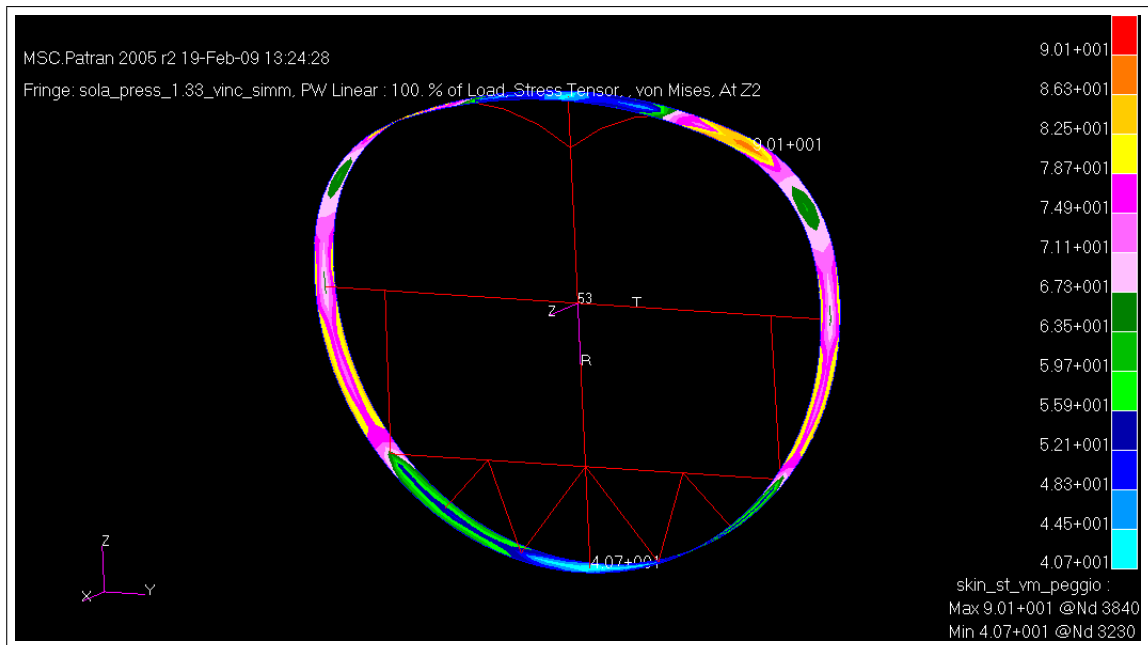 MSC.Patran 2005 r2 19-Feb-09 13:24:28
Fringe: sola_press_1.33_vinc_simm, PW Linear : 100. % of Load, Stress Tensor, , von Mises, At Z2
9.01+001
8.63+001
8.25+001
7.87+001
7.49+001
7.11+001
6.73+001
6.35+001
5.97+001
5.59+001
5.21+001
4.83+001
4.45+001
4.07+001
9.01+001
53
T
Z
R
4.07+001
Z
X
Y
skin_st_vm_peggio :
Max 9.01+001 @Nd 3840
Min 4.07+001 @Nd 3230